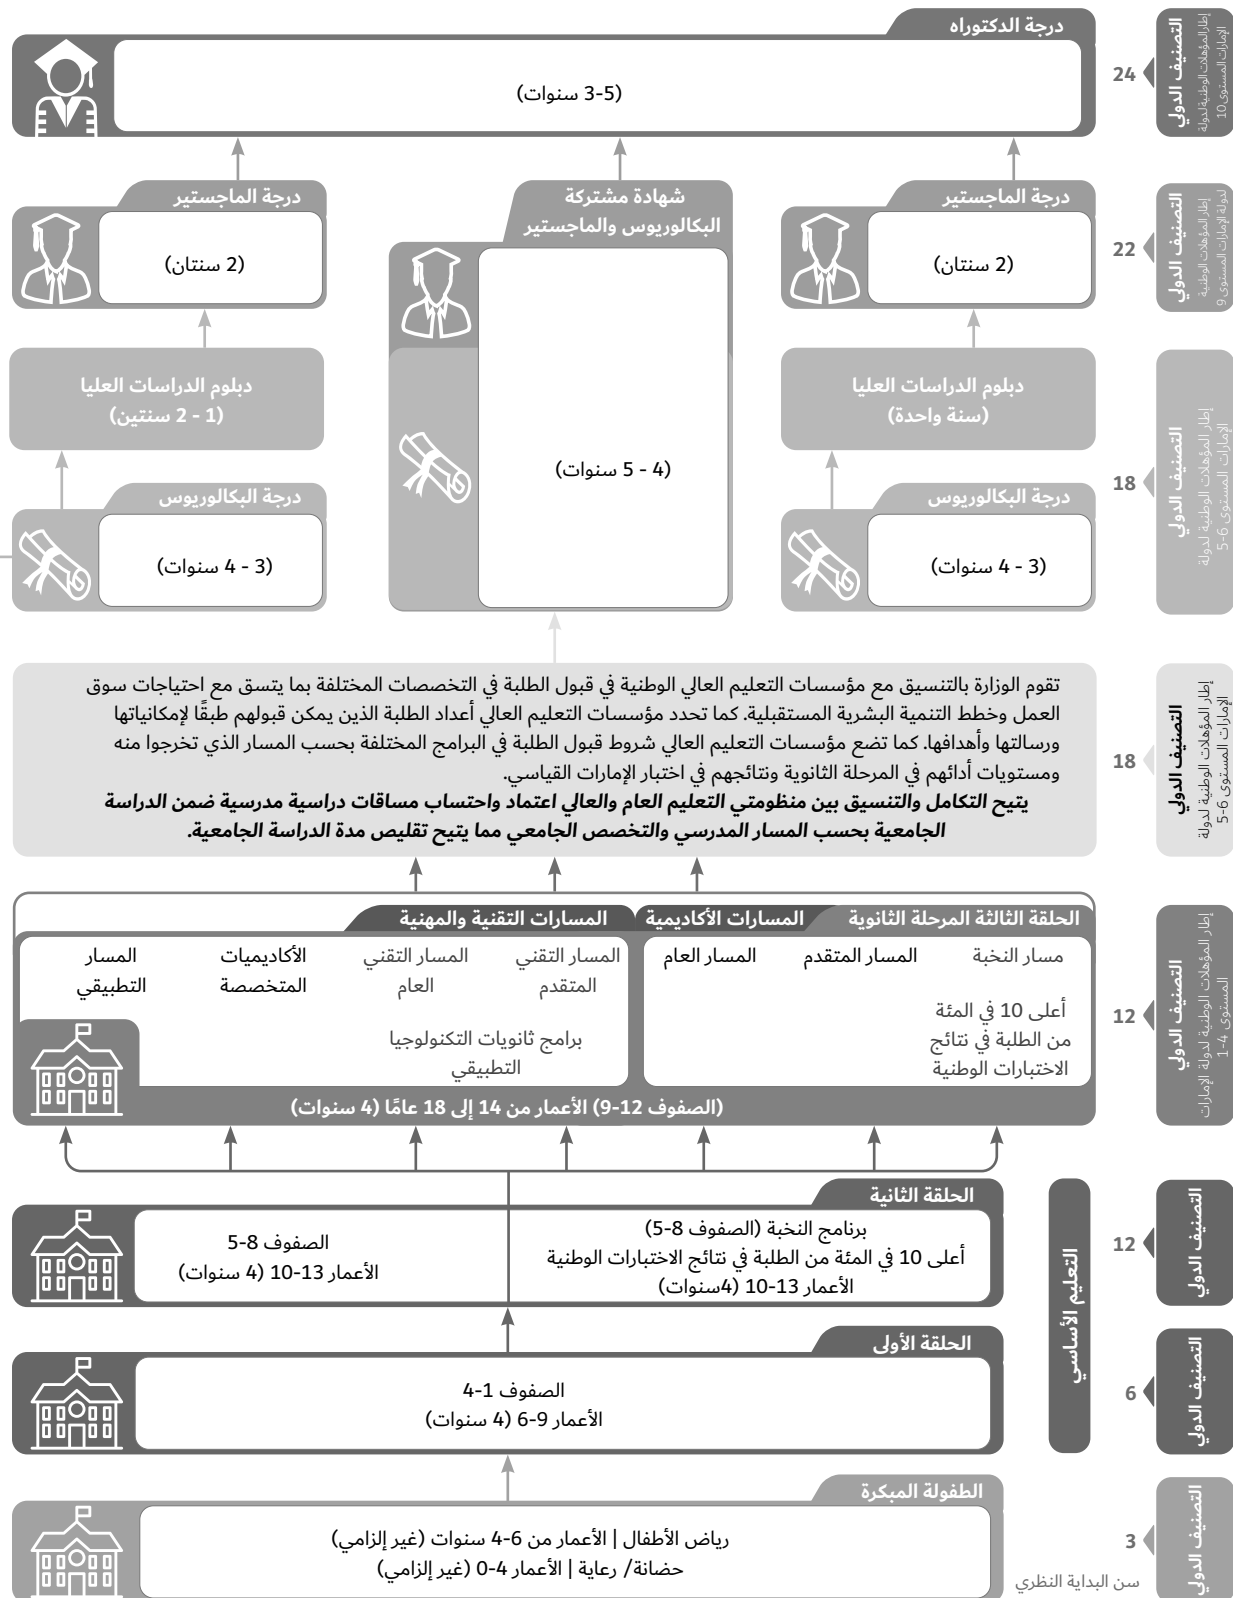 درجة الدكتوراه
(3-5 سنوات)
24
التصنيف الدولي
إطار المؤهلات الوطنية لدولة
الإمارات المستوى 10
درجة الماجستير
(2 سنتان)
شهادة مشتركة
البكالوريوس والماجستير
درجة الماجستير
(2 سنتان)
22
التصنيف الدولي
إطار المؤهلات الوطنية
لدولة الإمارات المستوى 9
دبلوم الدراسات العليا
(سنة واحدة)
(4 - 5 سنوات)
دبلوم الدراسات العليا
(1 - 2 سنتين)
18
التصنيف الدولي
إطار المؤهلات الوطنية لدولة
الإمارات المستوى 6-5
درجة البكالوريوس
(3 - 4 سنوات)
درجة البكالوريوس
(3 - 4 سنوات)
تقوم الوزارة بالتنسيق مع مؤسسات التعليم العالي الوطنية في قبول الطلبة في التخصصات المختلفة بما يتسق مع احتياجات سوق
العمل وخطط التنمية البشرية المستقبلية. كما تحدد مؤسسات التعليم العالي أعداد الطلبة الذين يمكن قبولهم طبقًا لإمكانياتها
ورسالتها وأهدافها. كما تضع مؤسسات التعليم العالي شروط قبول الطلبة في البرامج المختلفة بحسب المسار الذي تخرجوا منه
ومستويات أدائهم في المرحلة الثانوية ونتائجهم في اختبار الإمارات القياسي.
يتيح التكامل والتنسيق بين منظومتي التعليم العام والعالي اعتماد واحتساب مساقات دراسية مدرسية ضمن الدراسة
الجامعية بحسب المسار المدرسي والتخصص الجامعي مما يتيح تقليص مدة الدراسة الجامعية.
18
التصنيف الدولي
إطار المؤهلات الوطنية لدولة
الإمارات المستوى 6-5
الحلقة الثالثة المرحلة الثانوية
المسارات الأكاديمية
المسارات التقنية والمهنية
مسار النخبة
المسار المتقدم
المسار العام
أعلى 10 في المئة
من الطلبة في نتائج
الاختبارات الوطنية
المسار التقني
المتقدم
المسار التقني
العام
الأكاديميات
المتخصصة
المسار
التطبيقي
برامج ثانويات التكنولوجيا
التطبيقي
(الصفوف 12-9) الأعمار من 14 إلى 18 عامًا (4 سنوات)
12
التصنيف الدولي
إطار المؤهلات الوطنية لدولة الإمارات
المستوى 4-1
الحلقة الثانية
برنامج النخبة (الصفوف 8-5)
أعلى 10 في المئة من الطلبة في نتائج الاختبارات الوطنية
الأعمار 13-10 (4سنوات)
الصفوف 8-5
الأعمار 13-10 (4 سنوات)
التعليم الأساسي
12
التصنيف الدولي
الحلقة الأولى
الصفوف 1-4
الأعمار 9-6 (4 سنوات)
6
التصنيف الدولي
الطفولة المبكرة
رياض الأطفال | الأعمار من 6-4 سنوات (غير إلزامي)
حضانة/ رعاية | الأعمار 4-0 (غير إلزامي)
3
سن البداية النظري
التصنيف الدولي